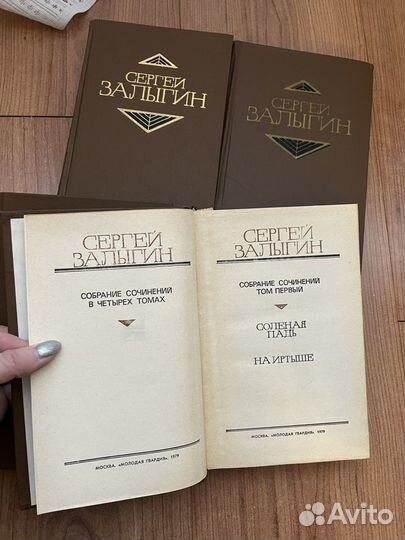 СЕРГЕЙ
ЗАЛЫГИН
СЕРГЕЙ
ЗАЛЫГИН
СЕРГЕЙ
ЗАЛЫГИН
СОБРАНИЕ СОЧИНЕНИЙ
В ЧЕТЫРЕХ ТОМАХ
МОСКВА. «МОЛОДАЯ ГВАРДИЯ». 1979
СЕРГЕЙ
ЗАЛЫГИН
СОБРАНИЕ СОЧИНЕНИЙ
ТОМ ПЕРВЫЙ
СОЛЕНАЯ
ПАДЬ
НА ИРТЫШЕ
МОСКВА. «МОЛОДАЯ ГВАРДИЯ». 1979
Avito